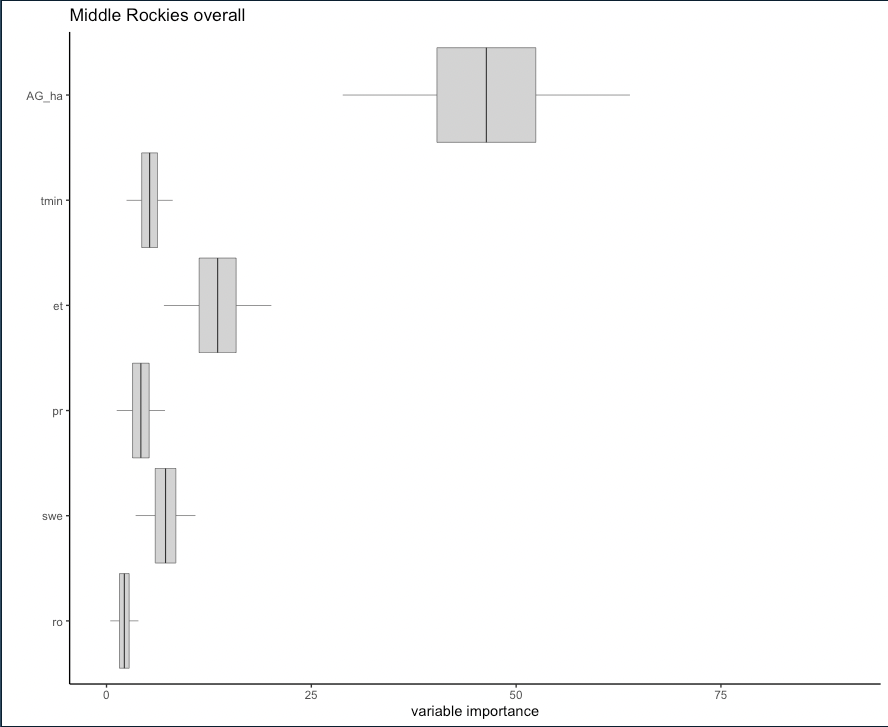 Middle Rockies overall
AG_ha
tmin
et
pr
swe
ro
0 25 50 75
variable importance